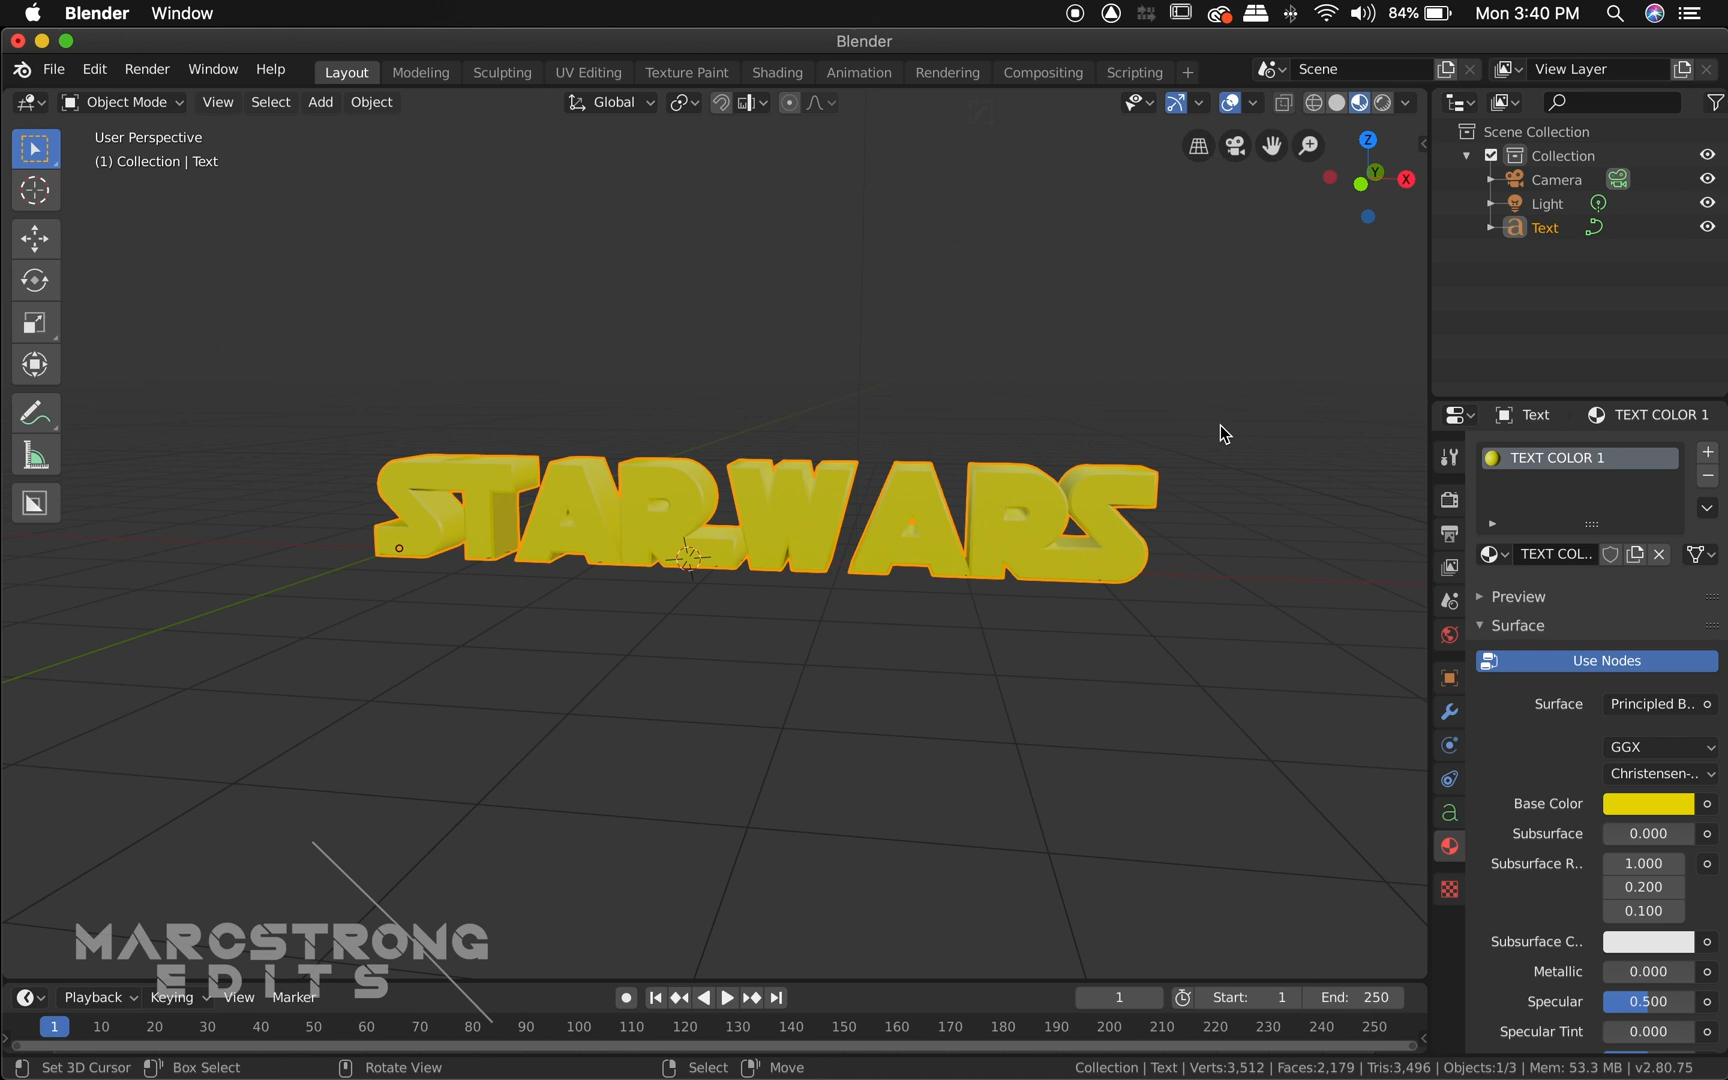 Blender Window 84% Mon 3:40 PM
Blender
File Edit Render Window Help Layout Modeling Sculpting UV Editing Texture Paint Shading Animation Rendering Compositing Scripting + Scene View Layer
Object Mode View Select Add Object Global
User Perspective
(1) Collection | Text
Z
Y
X
STAR WARS
Scene Collection
Collection
Camera
Light
Text
Text TEXT COLOR 1
TEXT COLOR 1
TEXT COL..
Preview
Surface
Use Nodes
Surface Principled B..
GGX
Christensen-..
Base Color
Subsurface 0.000
Subsurface R.. 1.000
0.200
0.100
Subsurface C..
Metallic 0.000
Specular 0.500
Specular Tint 0.000
MARCSTRONG
EDITS
Playback Keying View Marker 1 Start: 1 End: 250
1 10 20 30 40 50 60 70 80 90 100 110 120 130 140 150 160 170 180 190 200 210 220 230 240 250
Set 3D Cursor Box Select Rotate View Select Move Collection | Text | Verts:3,512 | Faces:2,179 | Tris:3,496 | Objects:1/3 | Mem: 53.3 MB | v2.80.75